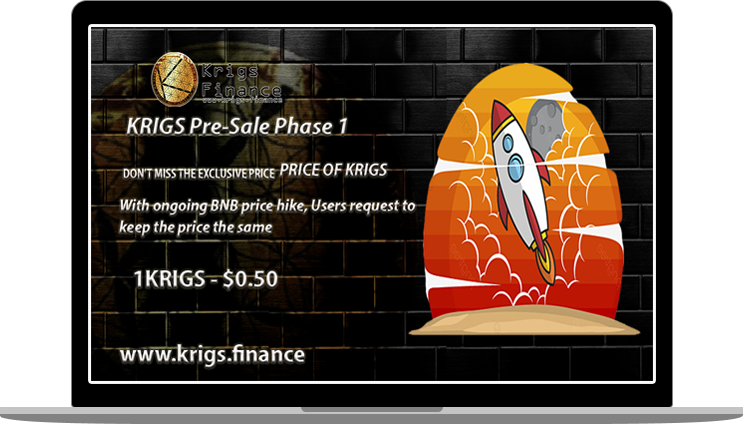 Krigs
Finance
KRIGS Pre-Sale Phase 1
DON'T MISS THE EXCLUSIVE PRICE PRICE OF KRIGS
With ongoing BNB price hike, Users request to
keep the price the same
1KRIGS - $0.50
www.krigs.finance